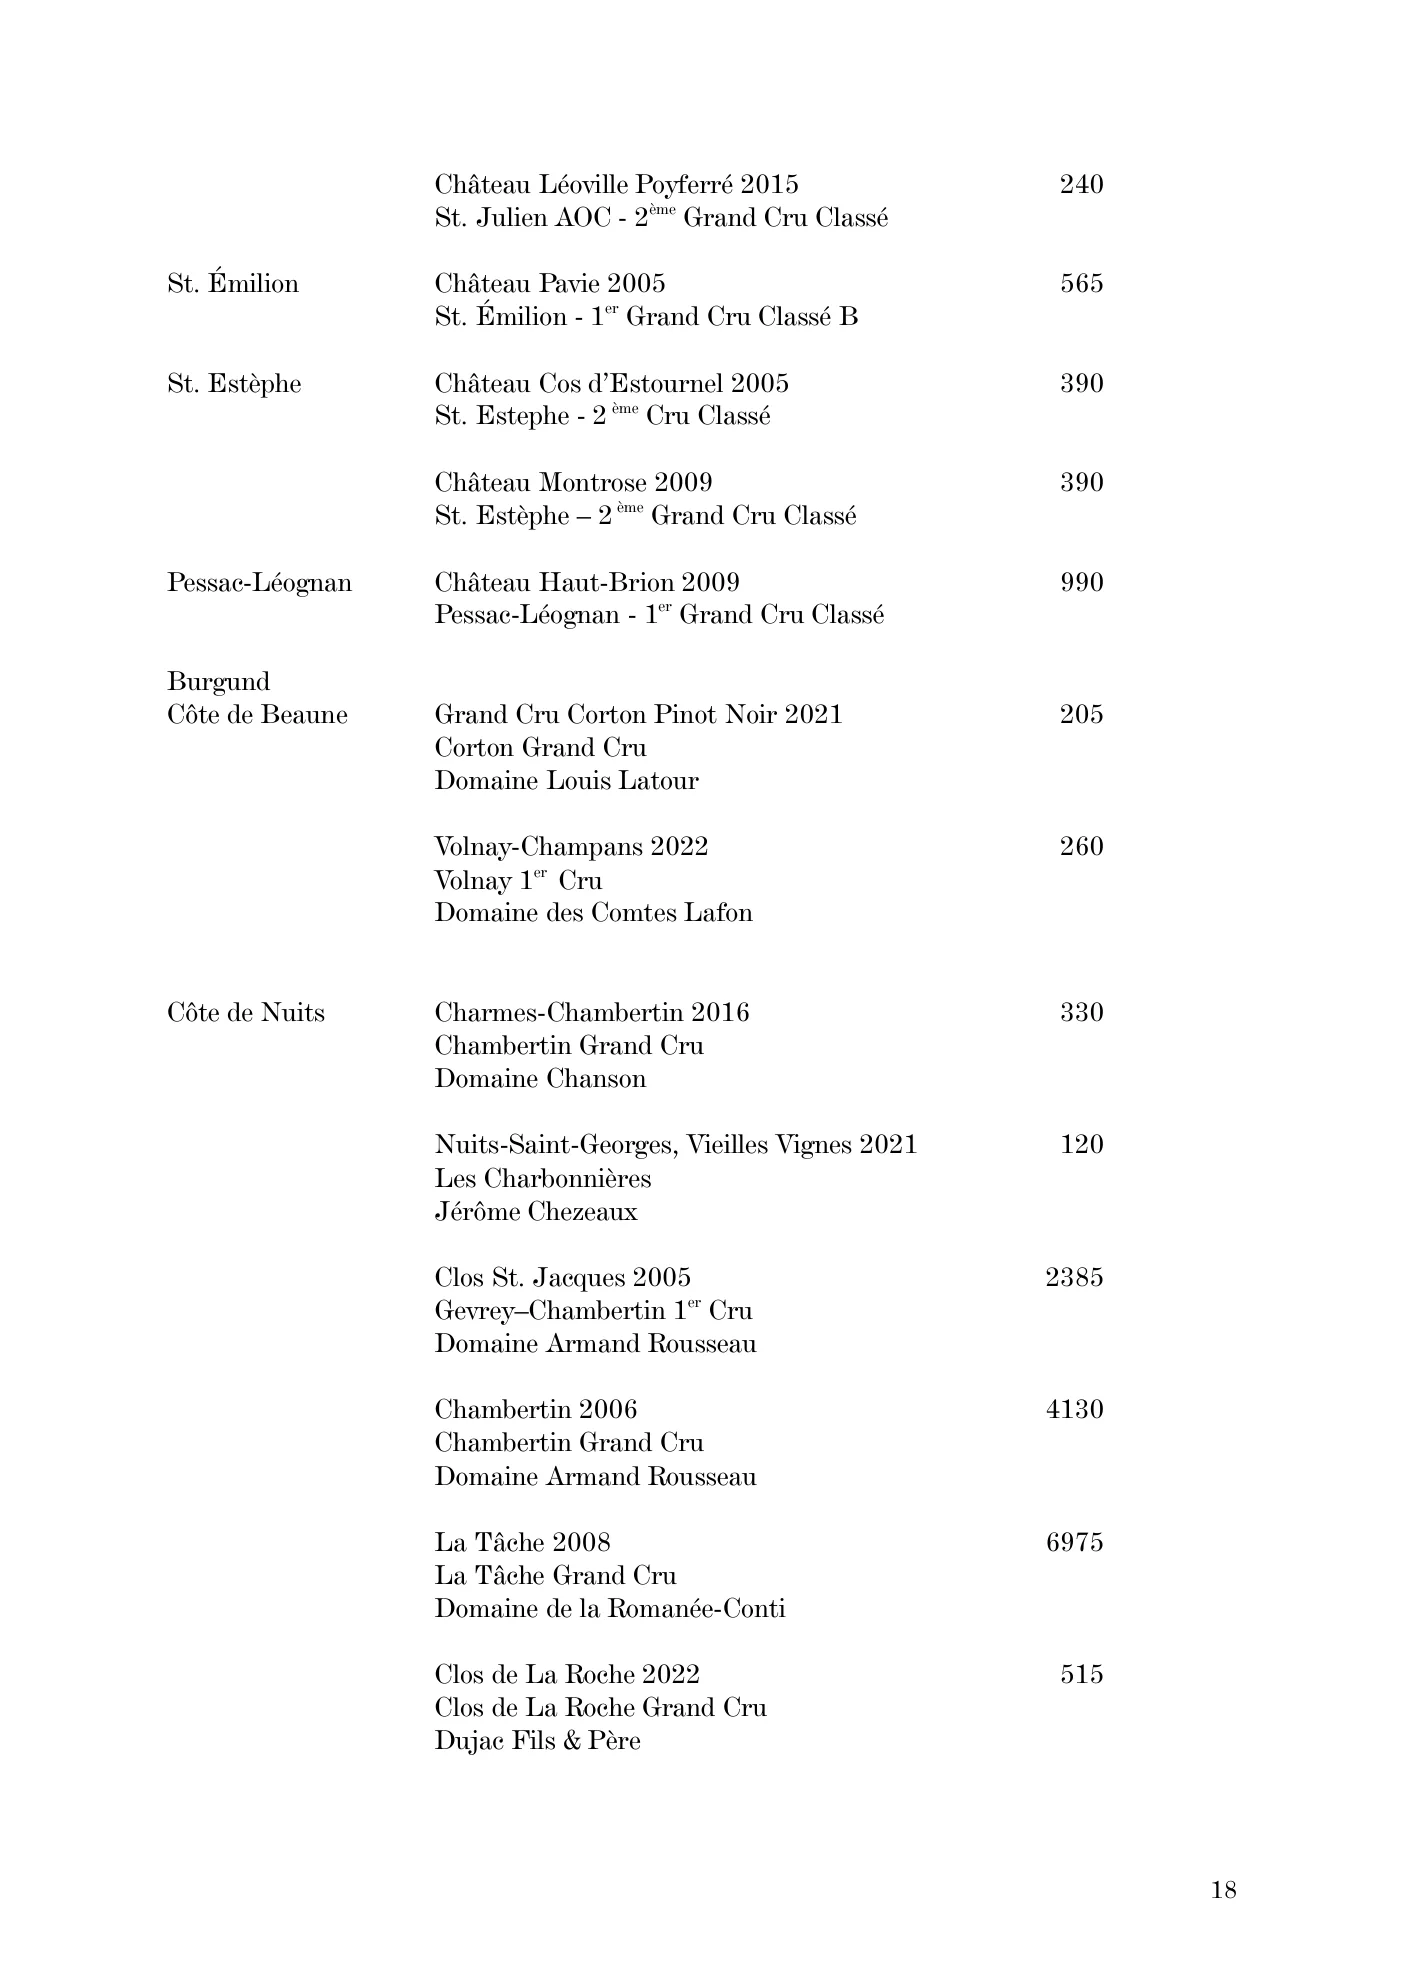 Château Léoville Poyferré 2015 240
St. Julien AOC - 2ème Grand Cru Classé
St. Émilion Château Pavie 2005 565
St. Émilion - 1er Grand Cru Classé B
St. Estèphe Château Cos d’Estournel 2005 390
St. Estephe - 2 ème Cru Classé
Château Montrose 2009 390
St. Estèphe – 2 ème Grand Cru Classé
Pessac-Léognan Château Haut-Brion 2009 990
Pessac-Léognan - 1er Grand Cru Classé
Burgund
Côte de Beaune Grand Cru Corton Pinot Noir 2021 205
Corton Grand Cru
Domaine Louis Latour
Volnay-Champans 2022 260
Volnay 1er Cru
Domaine des Comtes Lafon
Côte de Nuits Charmes-Chambertin 2016 330
Chambertin Grand Cru
Domaine Chanson
Nuits-Saint-Georges, Vieilles Vignes 2021 120
Les Charbonnières
Jérôme Chezeaux
Clos St. Jacques 2005 2385
Gevrey–Chambertin 1er Cru
Domaine Armand Rousseau
Chambertin 2006 4130
Chambertin Grand Cru
Domaine Armand Rousseau
La Tâche 2008 6975
La Tâche Grand Cru
Domaine de la Romanée-Conti
Clos de La Roche 2022 515
Clos de La Roche Grand Cru
Dujac Fils & Père
18